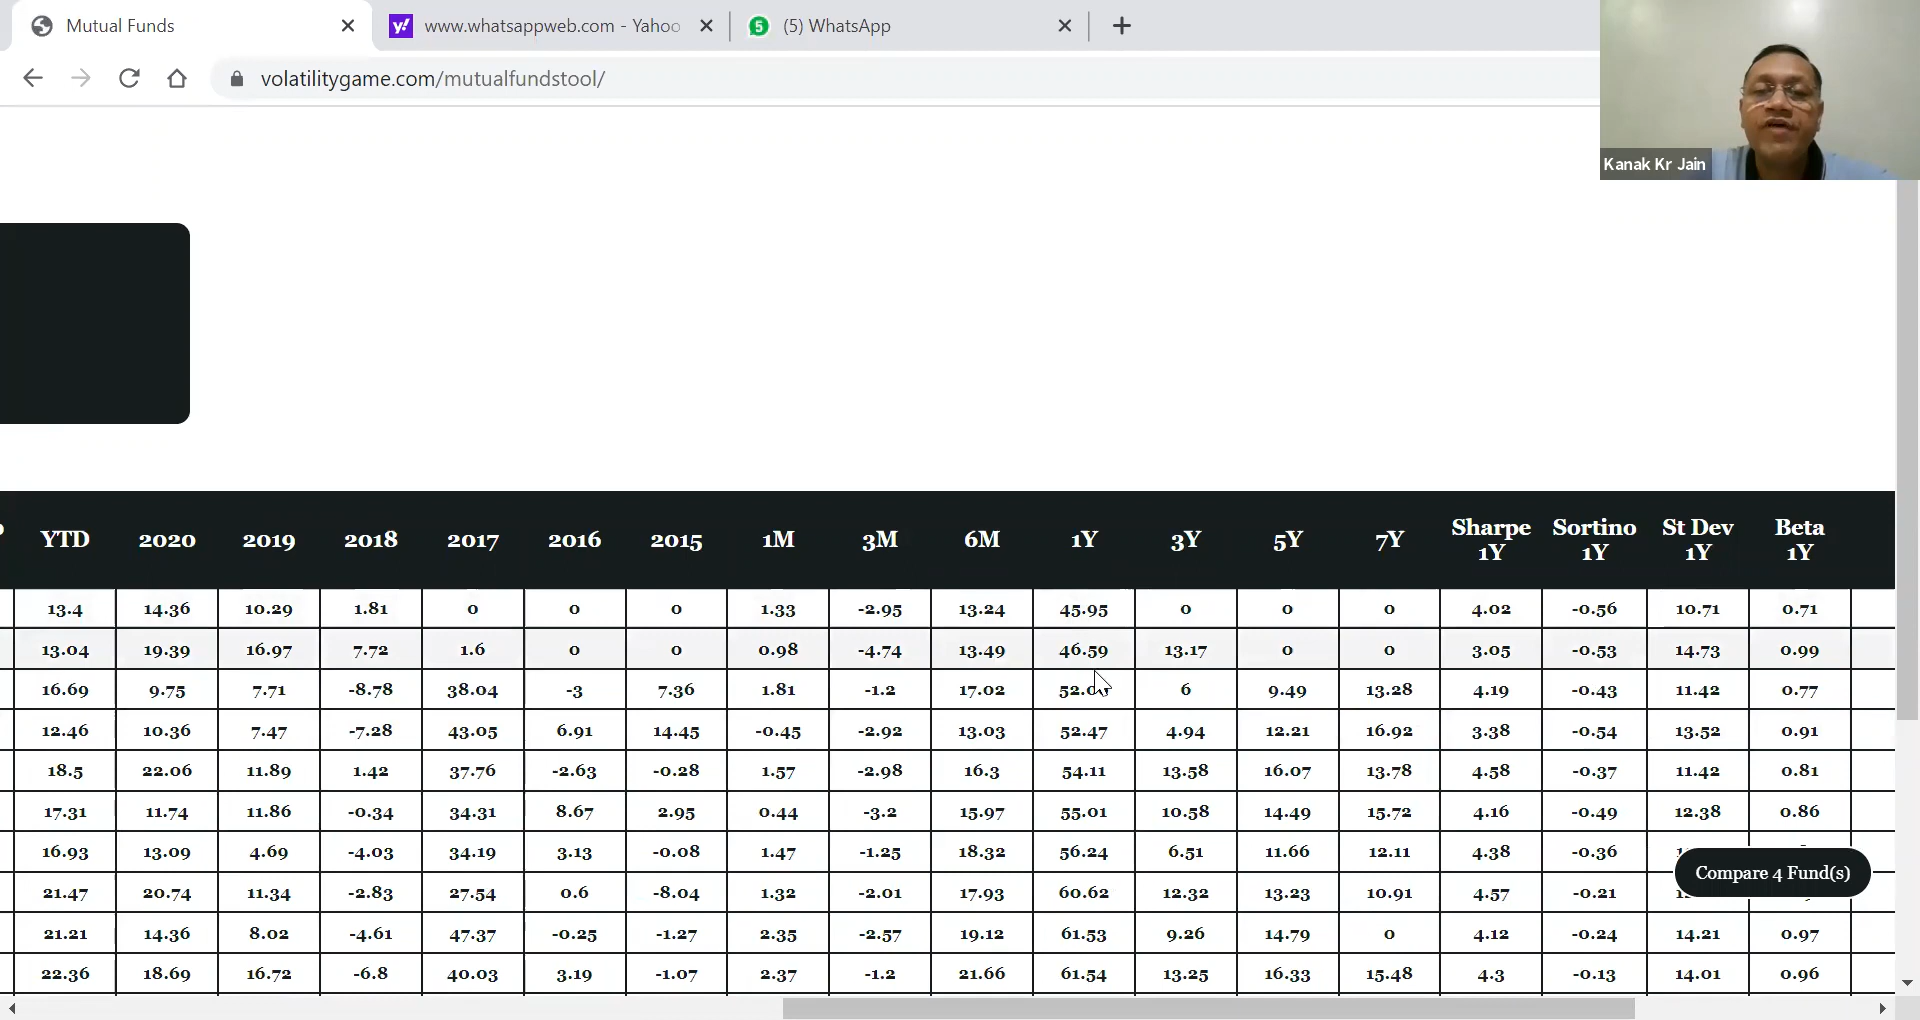 Mutual Funds
www.whatsappweb.com - Yahoo
5 (5) WhatsApp
volatilitygame.com/mutualfundstool/
Kanak Kr Jain
YTD 2020 2019 2018 2017 2016 2015 1M 3M 6M 1Y 3Y 5Y 7Y Sharpe 1Y Sortino 1Y St Dev 1Y Beta 1Y
13.4 14.36 10.29 1.81 0 0 0 1.33 -2.95 13.24 45.95 0 0 0 4.02 -0.56 10.71 0.71
13.04 19.39 16.97 7.72 1.6 0 0 0.98 -4.74 13.49 46.59 13.17 0 0 3.05 -0.53 14.73 0.99
16.69 9.75 7.71 -8.78 38.04 -3 7.36 1.81 -1.2 17.02 6 9.49 13.28 4.19 -0.43 11.42 0.77
12.46 10.36 7.47 -7.28 43.05 6.91 14.45 -0.45 -2.92 13.03 52.47 4.94 12.21 16.92 3.38 -0.54 13.52 0.91
18.5 22.06 11.89 1.42 37.76 -2.63 -0.28 1.57 -2.98 16.3 54.11 13.58 16.07 13.78 4.58 -0.37 11.42 0.81
17.31 11.74 11.86 -0.34 34.31 8.67 2.95 0.44 -3.2 15.97 55.01 10.58 14.49 15.72 4.16 -0.49 12.38 0.86
16.93 13.09 4.69 -4.03 34.19 3.13 -0.08 1.47 -1.25 18.32 56.24 6.51 11.66 12.11 4.38 -0.36
Compare 4 Fund(s)
21.47 20.74 11.34 -2.83 27.54 0.6 -8.04 1.32 -2.01 17.93 60.62 12.32 13.23 10.91 4.57 -0.21
21.21 14.36 8.02 -4.61 47.37 -0.25 -1.27 2.35 -2.57 19.12 61.53 9.26 14.79 0 4.12 -0.24 14.21 0.97
22.36 18.69 16.72 -6.8 40.03 3.19 -1.07 2.37 -1.2 21.66 61.54 13.25 16.33 15.48 4.3 -0.13 14.01 0.96